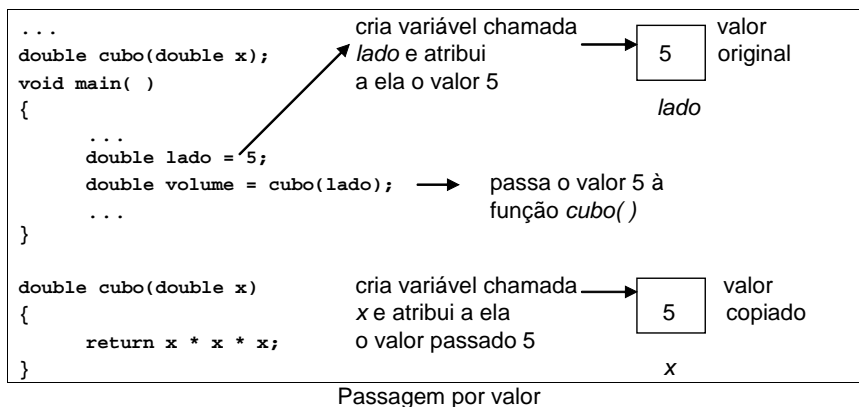 ... cria variável chamada valor
double cubo(double x); lado e atribui 5 original
void main( ) a ela o valor 5
{ lado
...
double lado = 5;
double volume = cubo(lado); passa o valor 5 à
... função cubo( )
}
double cubo(double x) cria variável chamada valor
{ x e atribui a ela 5 copiado
return x * x * x; o valor passado 5
} x
Passagem por valor